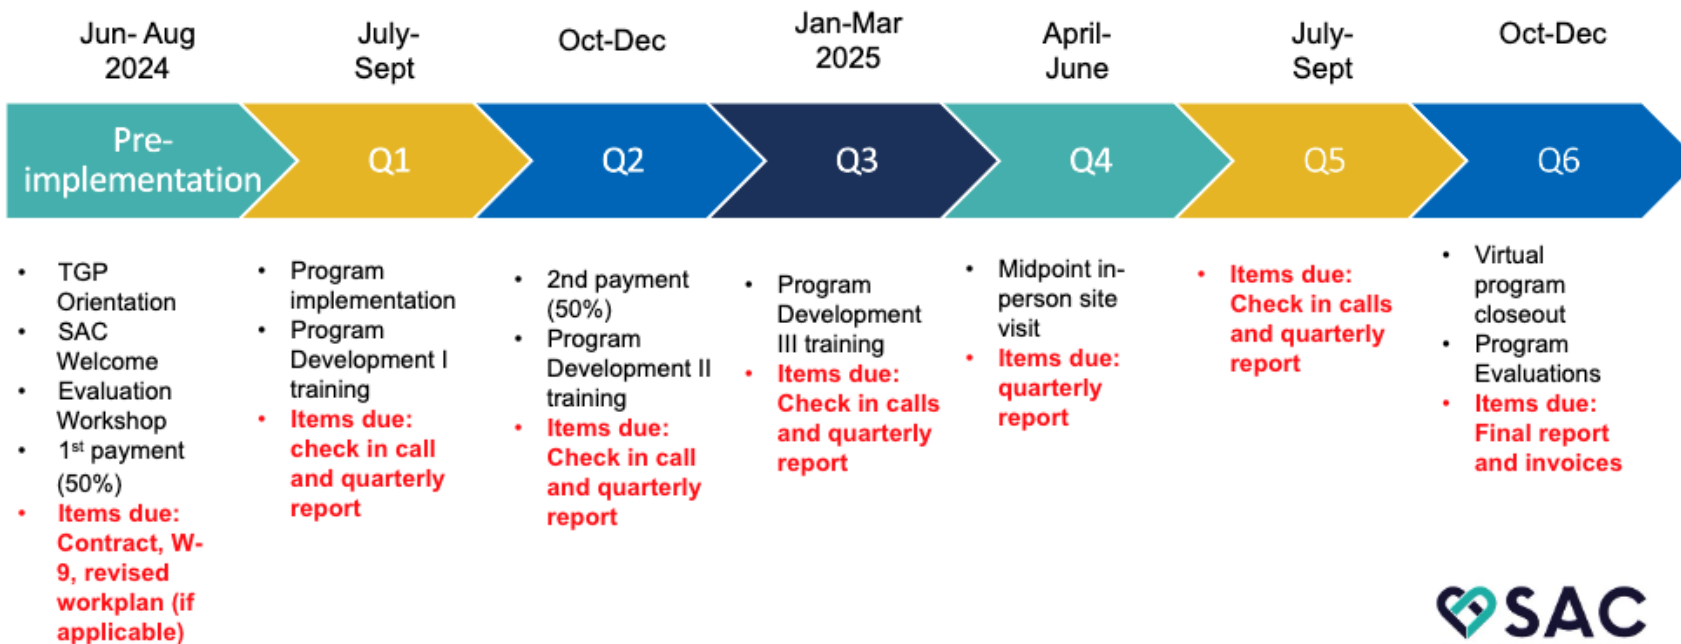 Jun- Aug
2024
July-
Sept
Oct-Dec
Jan-Mar
2025
April-
June
July-
Sept
Oct-Dec
Pre-
implementation
Q1
Q2
Q3
Q4
Q5
Q6
• TGP
Orientation
• SAC
Welcome
• Evaluation
Workshop
• 1st payment
(50%)
• Items due:
Contract, W-
9, revised
workplan (if
applicable)
• Program
implementation
• Program
Development I
training
• Items due:
check in call
and quarterly
report
• 2nd payment
(50%)
• Program
Development II
training
• Items due:
Check in call
and quarterly
report
• Program
Development
III training
• Items due:
Check in calls
and quarterly
report
• Midpoint in-
person site
visit
• Items due:
quarterly
report
• Items due:
Check in calls
and quarterly
report
• Virtual
program
closeout
• Program
Evaluations
• Items due:
Final report
and invoices
SAC